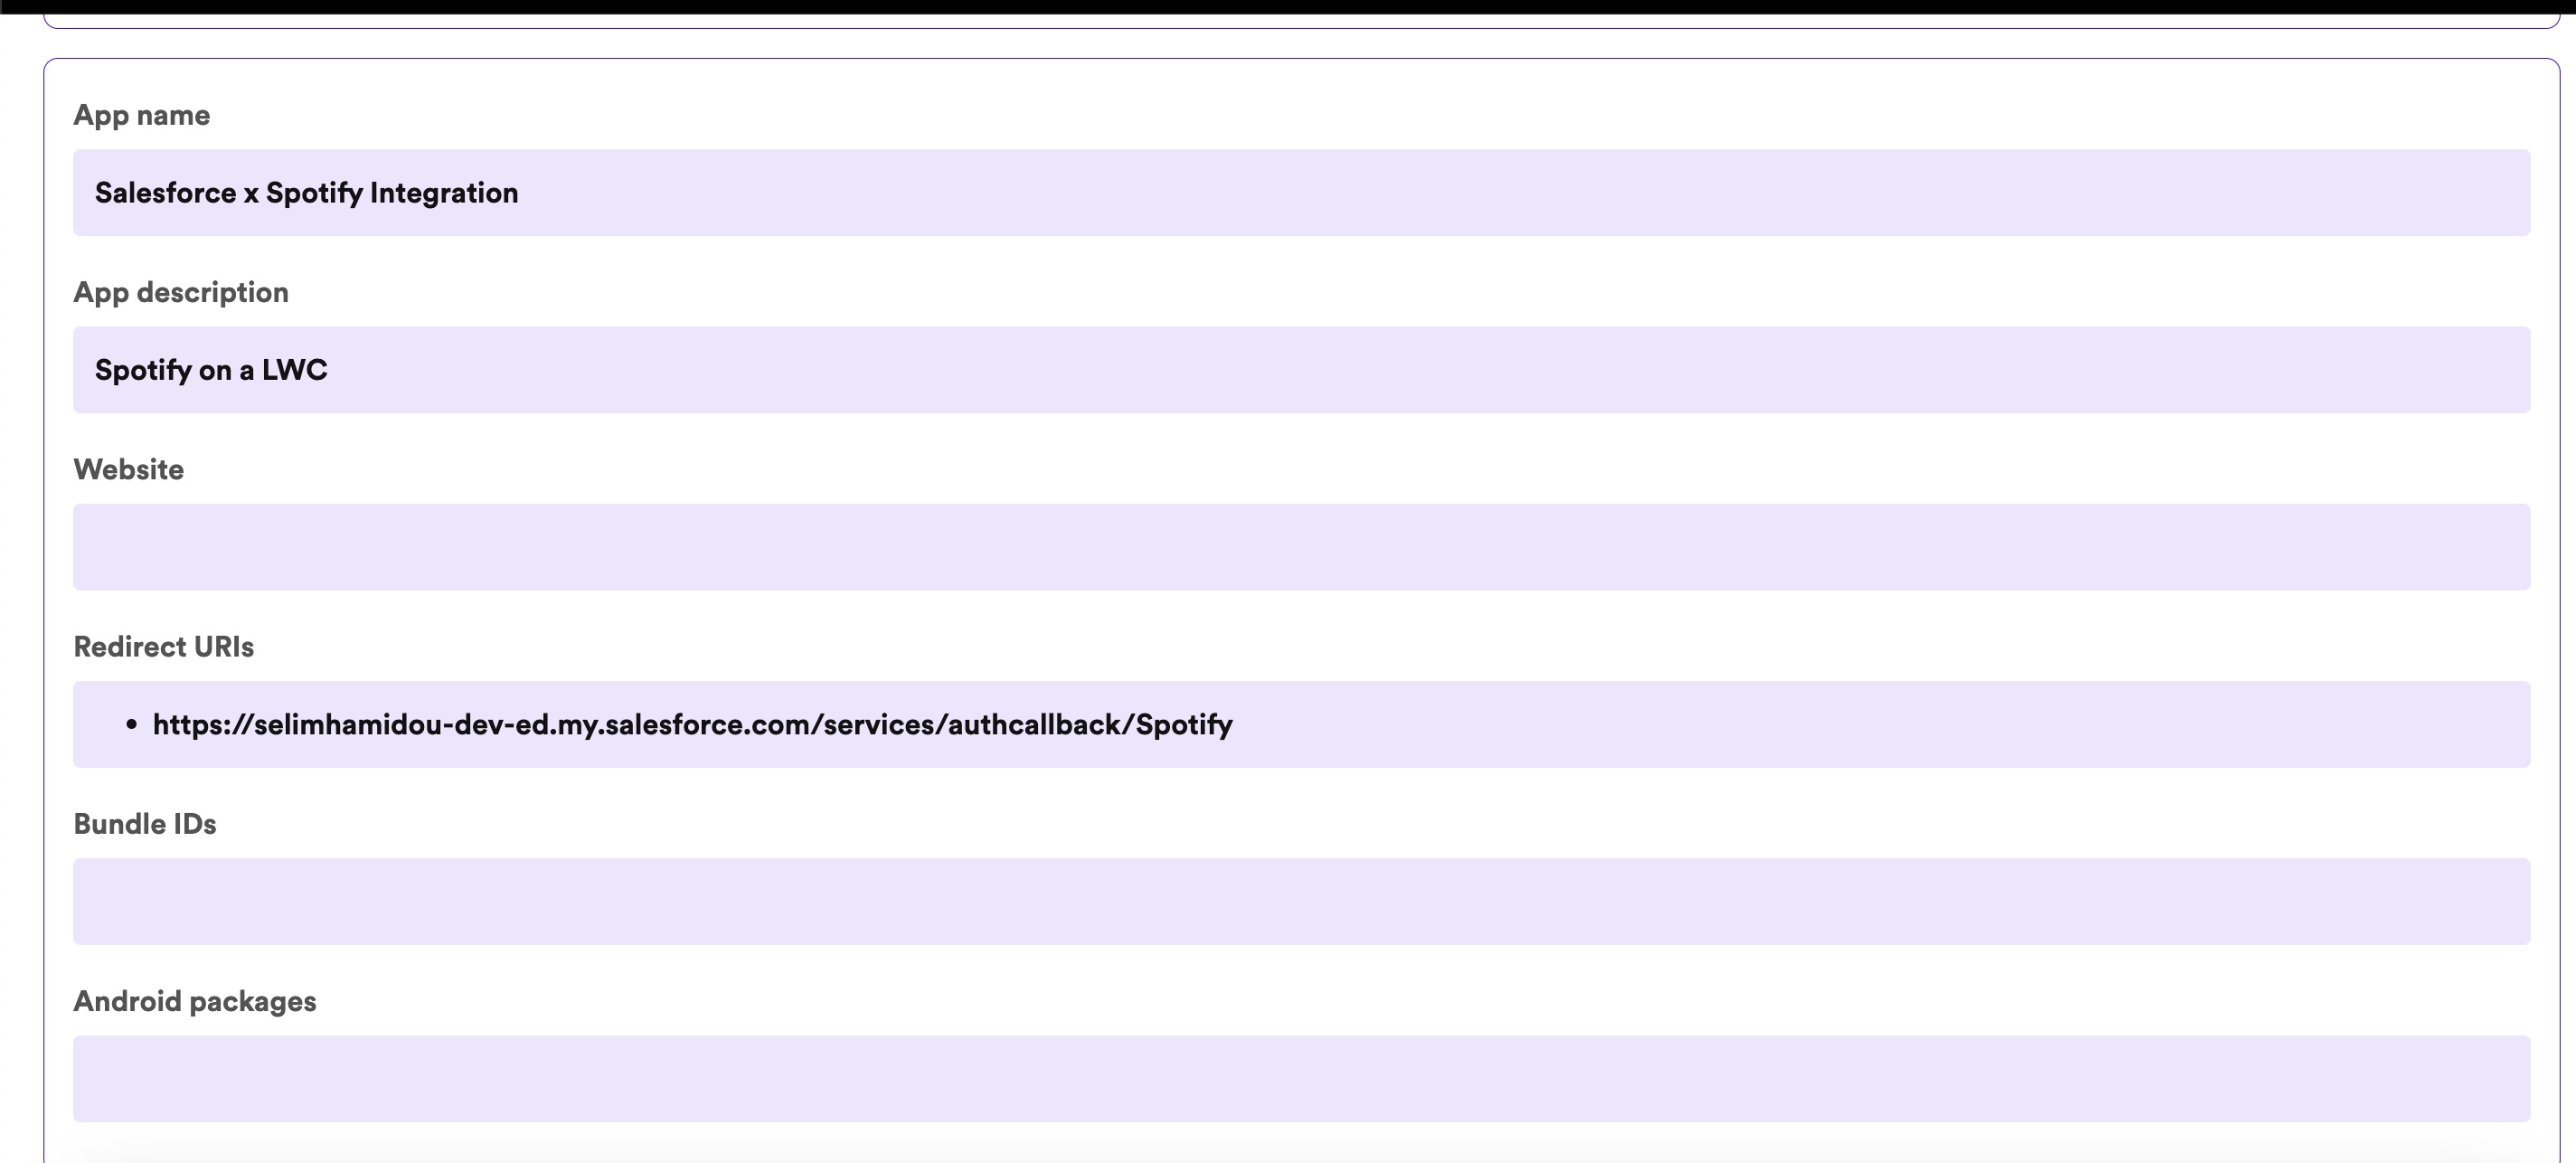 App name
Salesforce x Spotify Integration
App description
Spotify on a LWC
Website
Redirect URIs
• https://selimhamidou-dev-ed.my.salesforce.com/services/authcallback/Spotify
Bundle IDs
Android packages